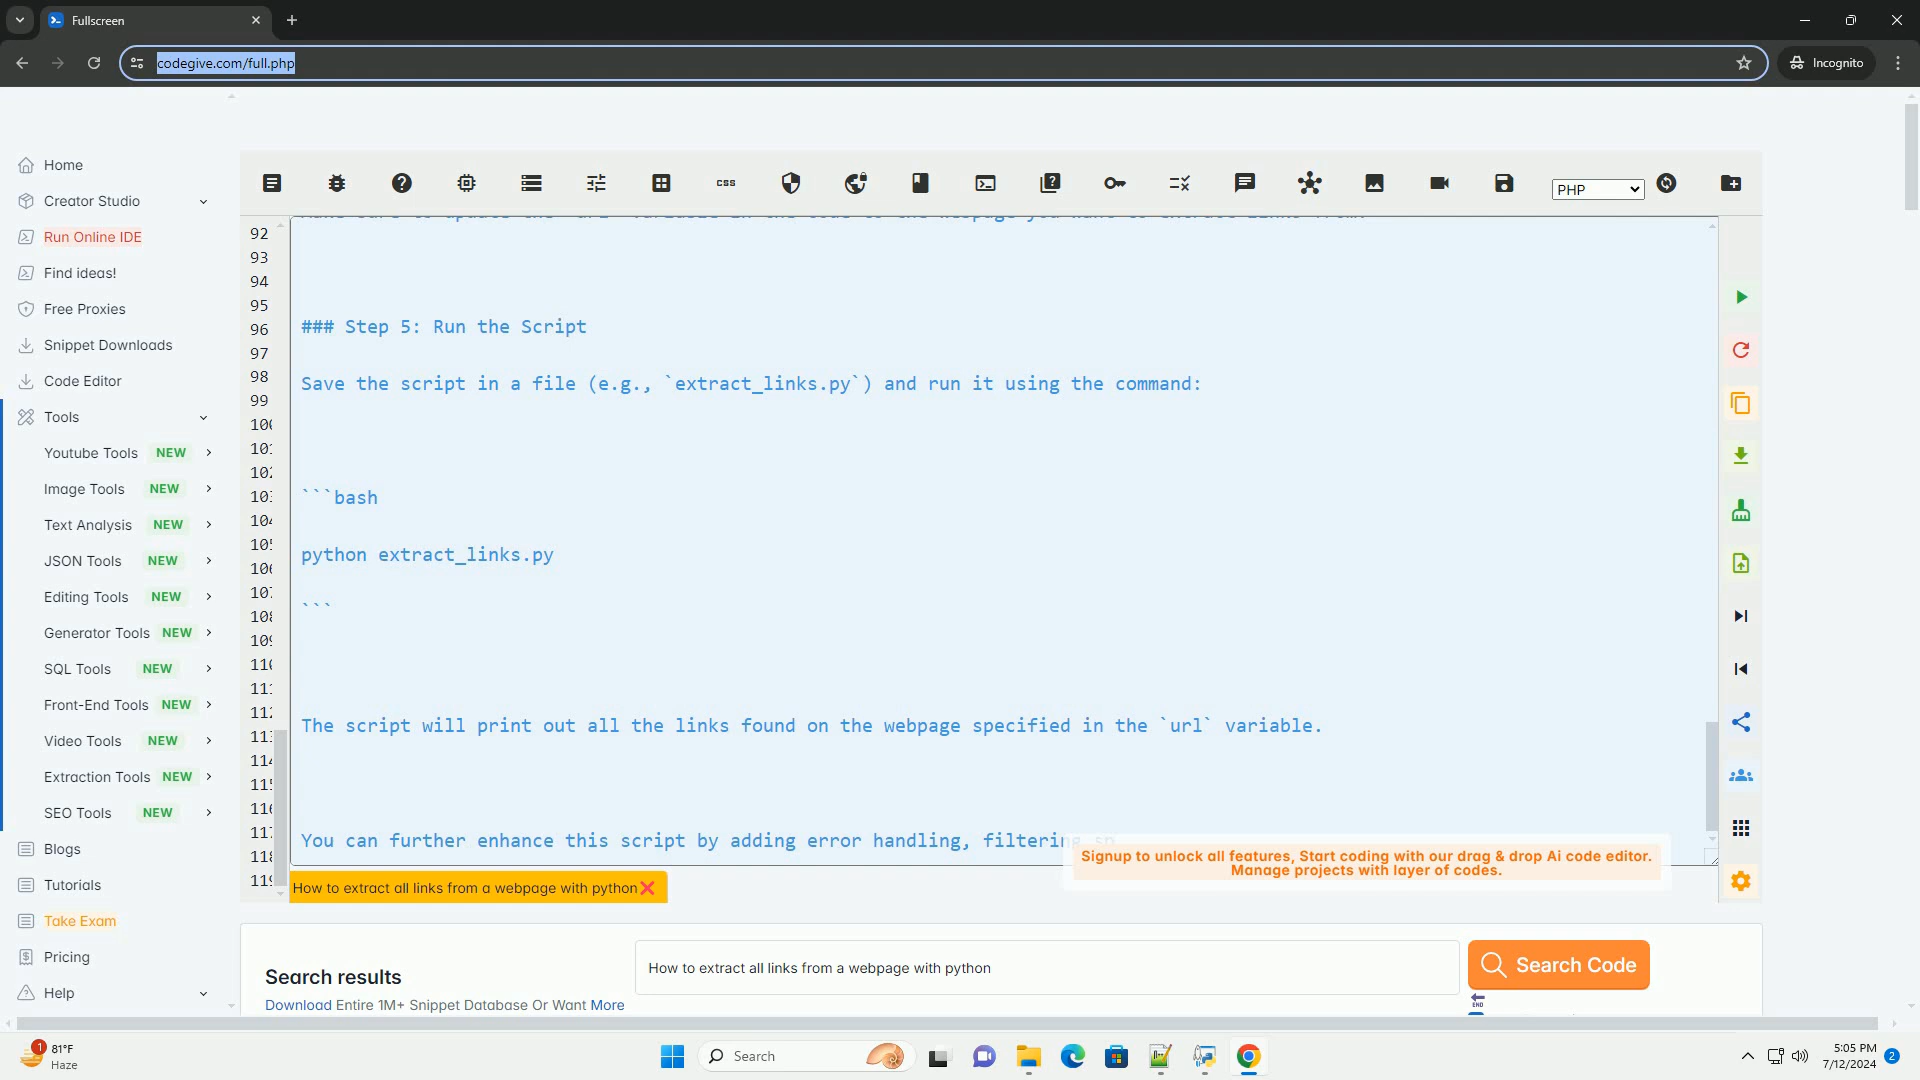 Fullscreen
codegive.com/full.php
Incognito
Home
Creator Studio
Run Online IDE
Find ideas!
Free Proxies
Snippet Downloads
Code Editor
Tools
Youtube Tools NEW
Image Tools NEW
Text Analysis NEW
JSON Tools NEW
Editing Tools NEW
Generator Tools NEW
SQL Tools NEW
Front-End Tools NEW
Video Tools NEW
Extraction Tools NEW
SEO Tools NEW
Blogs
Tutorials
Take Exam
Pricing
Help
css
PHP
92
93
94
95
96
97
98
99
### Step 5: Run the Script
Save the script in a file (e.g., `extract_links.py`) and run it using the command:
```bash
python extract_links.py
```
The script will print out all the links found on the webpage specified in the `url` variable.
You can further enhance this script by adding error handling, filtering sp
Signup to unlock all features, Start coding with our drag & drop Ai code editor.
Manage projects with layer of codes.
How to extract all links from a webpage with python
Search results
Download Entire 1M+ Snippet Database Or Want More
How to extract all links from a webpage with python
Search Code
END
1
81°F
Haze
Search
5:05 PM
7/12/2024
2